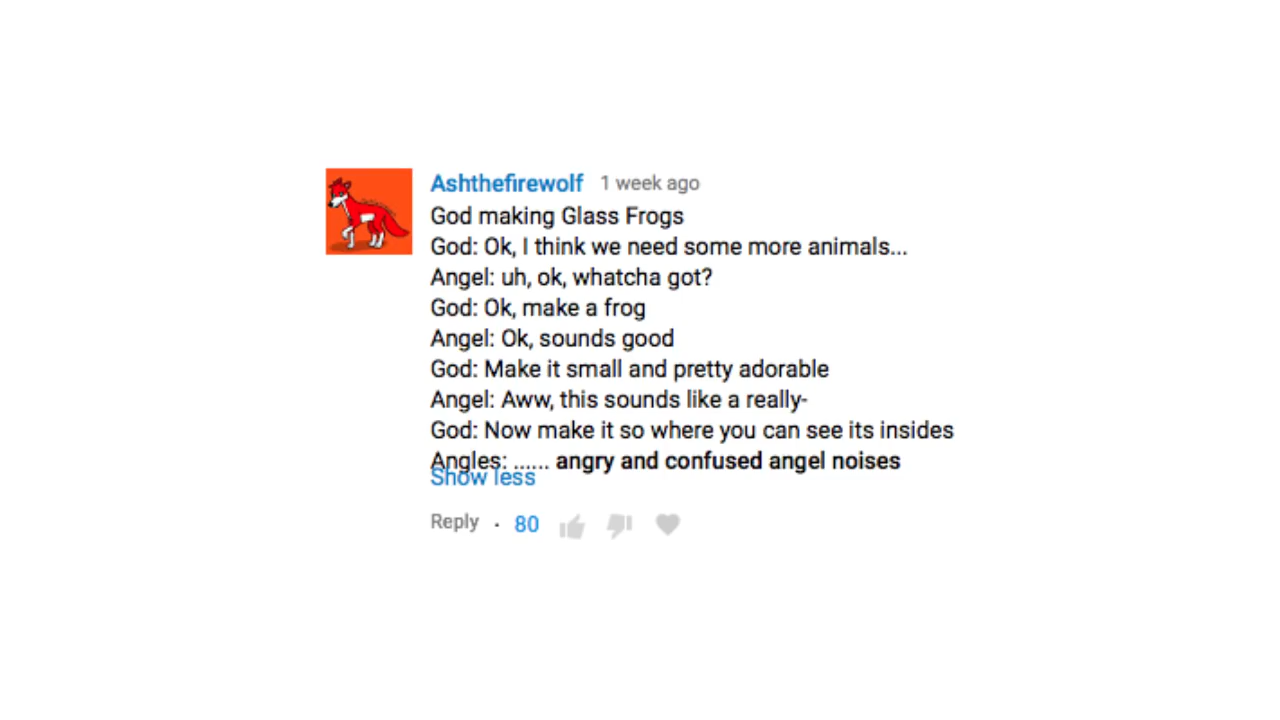 Ashthefirewolf 1 week ago
God making Glass Frogs
God: Ok, I think we need some more animals...
Angel: uh, ok, whatcha got?
God: Ok, make a frog
Angel: Ok, sounds good
God: Make it small and pretty adorable
Angel: Aww, this sounds like a really-
God: Now make it so where you can see its insides
Angles: ...... angry and confused angel noises
Show less
Reply · 80